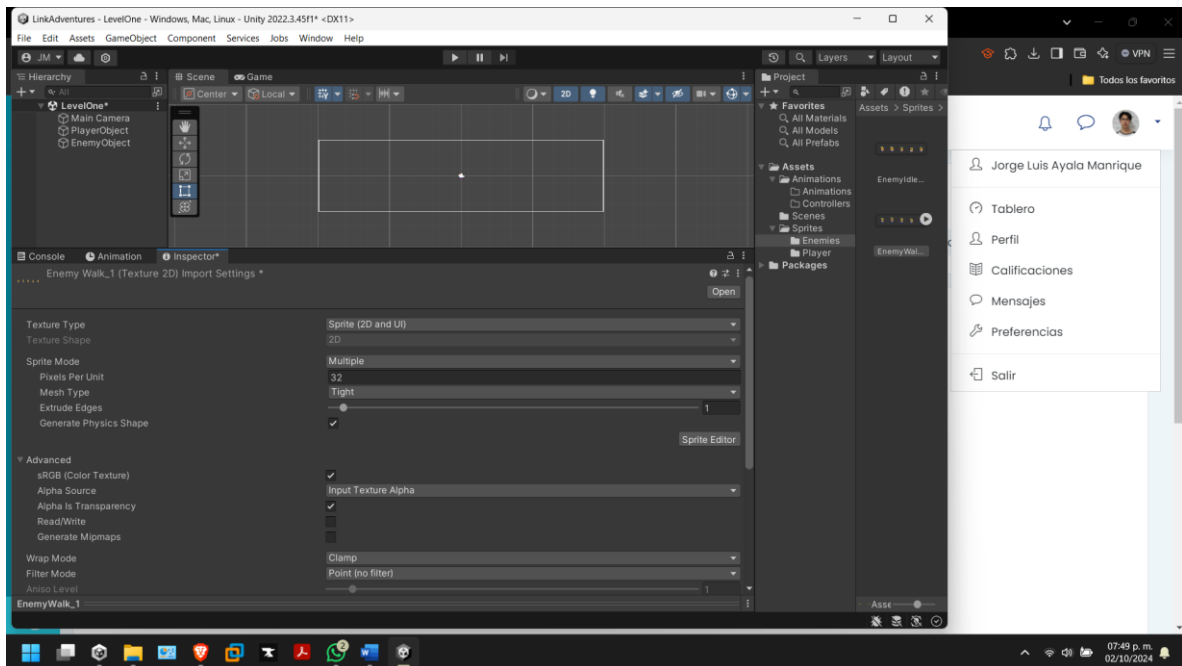 LinkAdventures - LevelOne - Windows, Mac, Linux - Unity 2022.3.45f1* <DX11>
File Edit Assets GameObject Component Services Jobs Window Help
JM
Layers Layout
VPN
Todos los favoritos
Hierarchy
Scene Game
Project
All
Center Local
2D
LevelOne*
Main Camera
PlayerObject
EnemyObject
Favorites
All Materials
All Models
All Prefabs
Assets
Animations
Animations
Controllers
Scenes
Sprites
Enemies
Player
Packages
Assets > Sprites >
EnemyIdle...
EnemyWal...
Console Animation Inspector*
Enemy Walk_1 (Texture 2D) Import Settings *
Open
Texture Type Sprite (2D and UI)
Texture Shape 2D
Sprite Mode Multiple
Pixels Per Unit 32
Mesh Type Tight
Extrude Edges 1
Generate Physics Shape
Sprite Editor
Advanced
sRGB (Color Texture)
Alpha Source Input Texture Alpha
Alpha Is Transparency
Read/Write
Generate Mipmaps
Wrap Mode Clamp
Filter Mode Point (no filter)
Aniso Level 1
EnemyWalk_1
Asse
Jorge Luis Ayala Manrique
Tablero
Perfil
Calificaciones
Mensajes
Preferencias
Salir
2
07:49 p. m.
02/10/2024